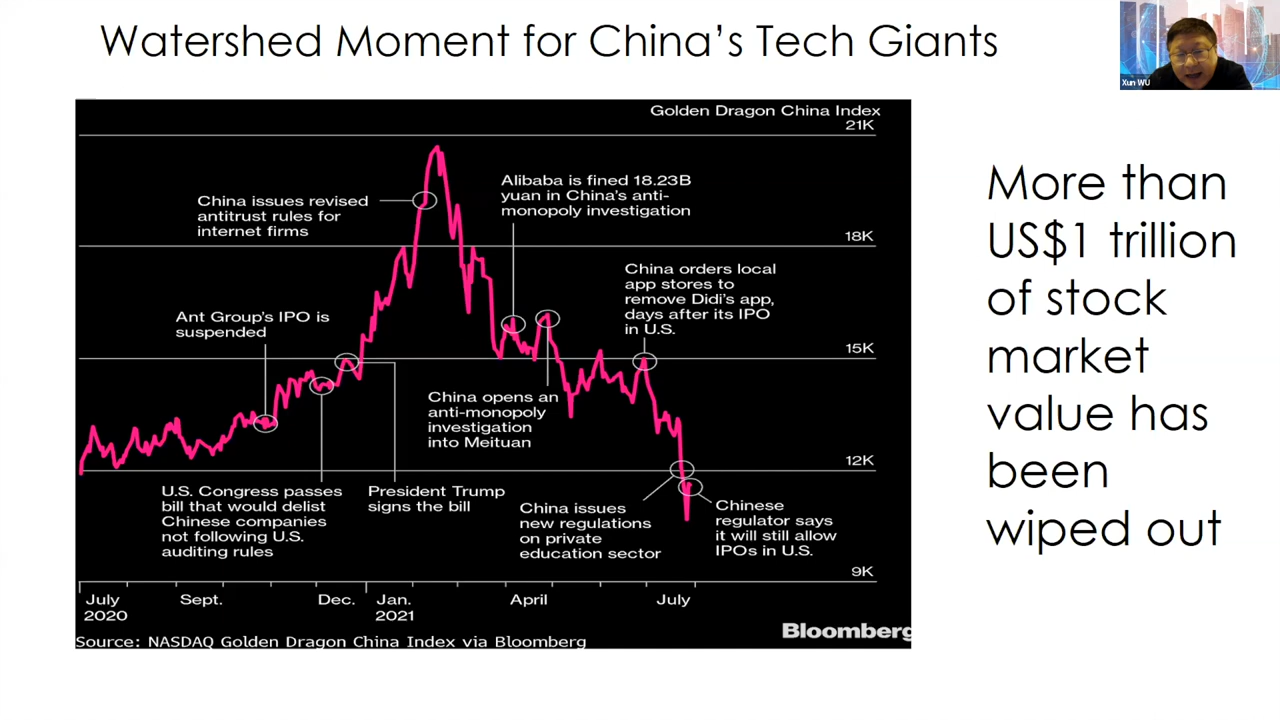 Watershed Moment for China’s Tech Giants
Xun WU
Golden Dragon China Index
21K
18K
15K
12K
9K
China issues revised
antitrust rules for
internet firms
Alibaba is fined 18.23B
yuan in China’s anti-
monopoly investigation
China orders local
app stores to
remove Didi’s app,
days after its IPO
in U.S.
Ant Group’s IPO is
suspended
China opens an
anti-monopoly
investigation
into Meituan
U.S. Congress passes
bill that would delist
Chinese companies
not following U.S.
auditing rules
President Trump
signs the bill
China issues
new regulations
on private
education sector
Chinese
regulator says
it will still allow
IPOs in U.S.
July
2020
Sept.
Dec.
Jan.
2021
April
July
Source: NASDAQ Golden Dragon China Index via Bloomberg
Bloomberg
More than
US$1 trillion
of stock
market
value has
been
wiped out